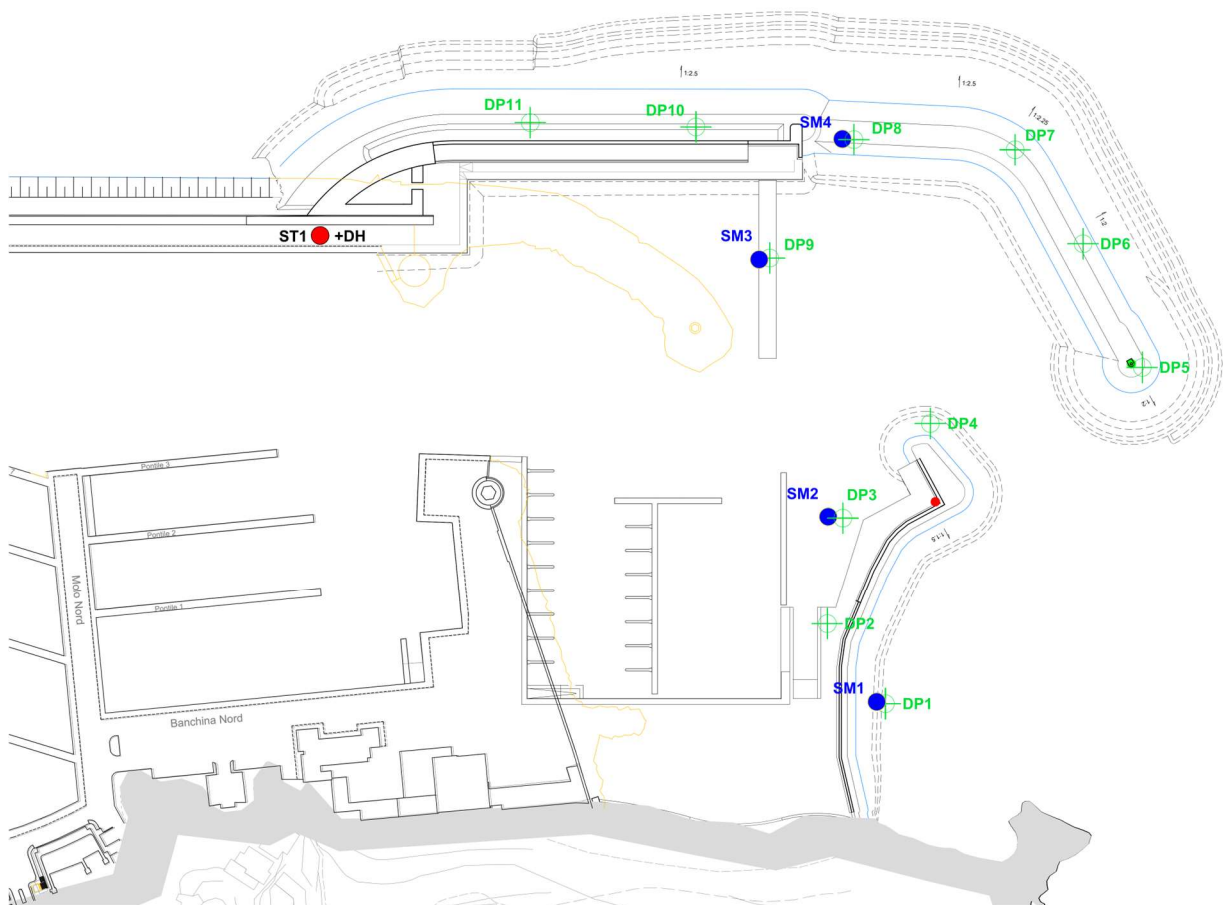 1:2.5
1:2.5
DP11
DP10
SM4
DP8
1:2.25
DP7
ST1 +DH
SM3
DP9
1:2
DP6
DP5
1:2
DP4
Pontile 3
SM2
DP3
Pontile 2
1:1.5
Molo Nord
Pontile 1
DP2
SM1
DP1
Banchina Nord